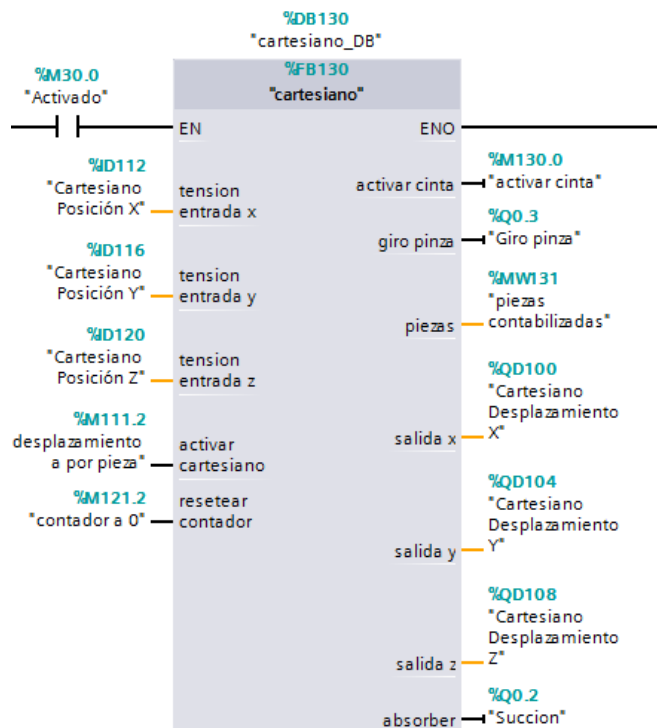 %DB130
"cartesiano_DB"
%M30.0
"Activado"
%FB130
"cartesiano"
EN
ENO
%ID112
"Cartesiano
Posición X"
tension
entrada x
%ID116
"Cartesiano
Posición Y"
tension
entrada y
%ID120
"Cartesiano
Posición Z"
tension
entrada z
%M111.2
desplazamiento
a por pieza"
activar
cartesiano
%M121.2
"contador a 0"
resetear
contador
activar cinta
%M130.0
"activar cinta"
giro pinza
%Q0.3
"Giro pinza"
piezas
%MW131
"piezas
contabilizadas"
salida x
%QD100
"Cartesiano
Desplazamiento
X"
salida y
%QD104
"Cartesiano
Desplazamiento
Y"
salida z
%QD108
"Cartesiano
Desplazamiento
Z"
absorber
%Q0.2
"Succion"